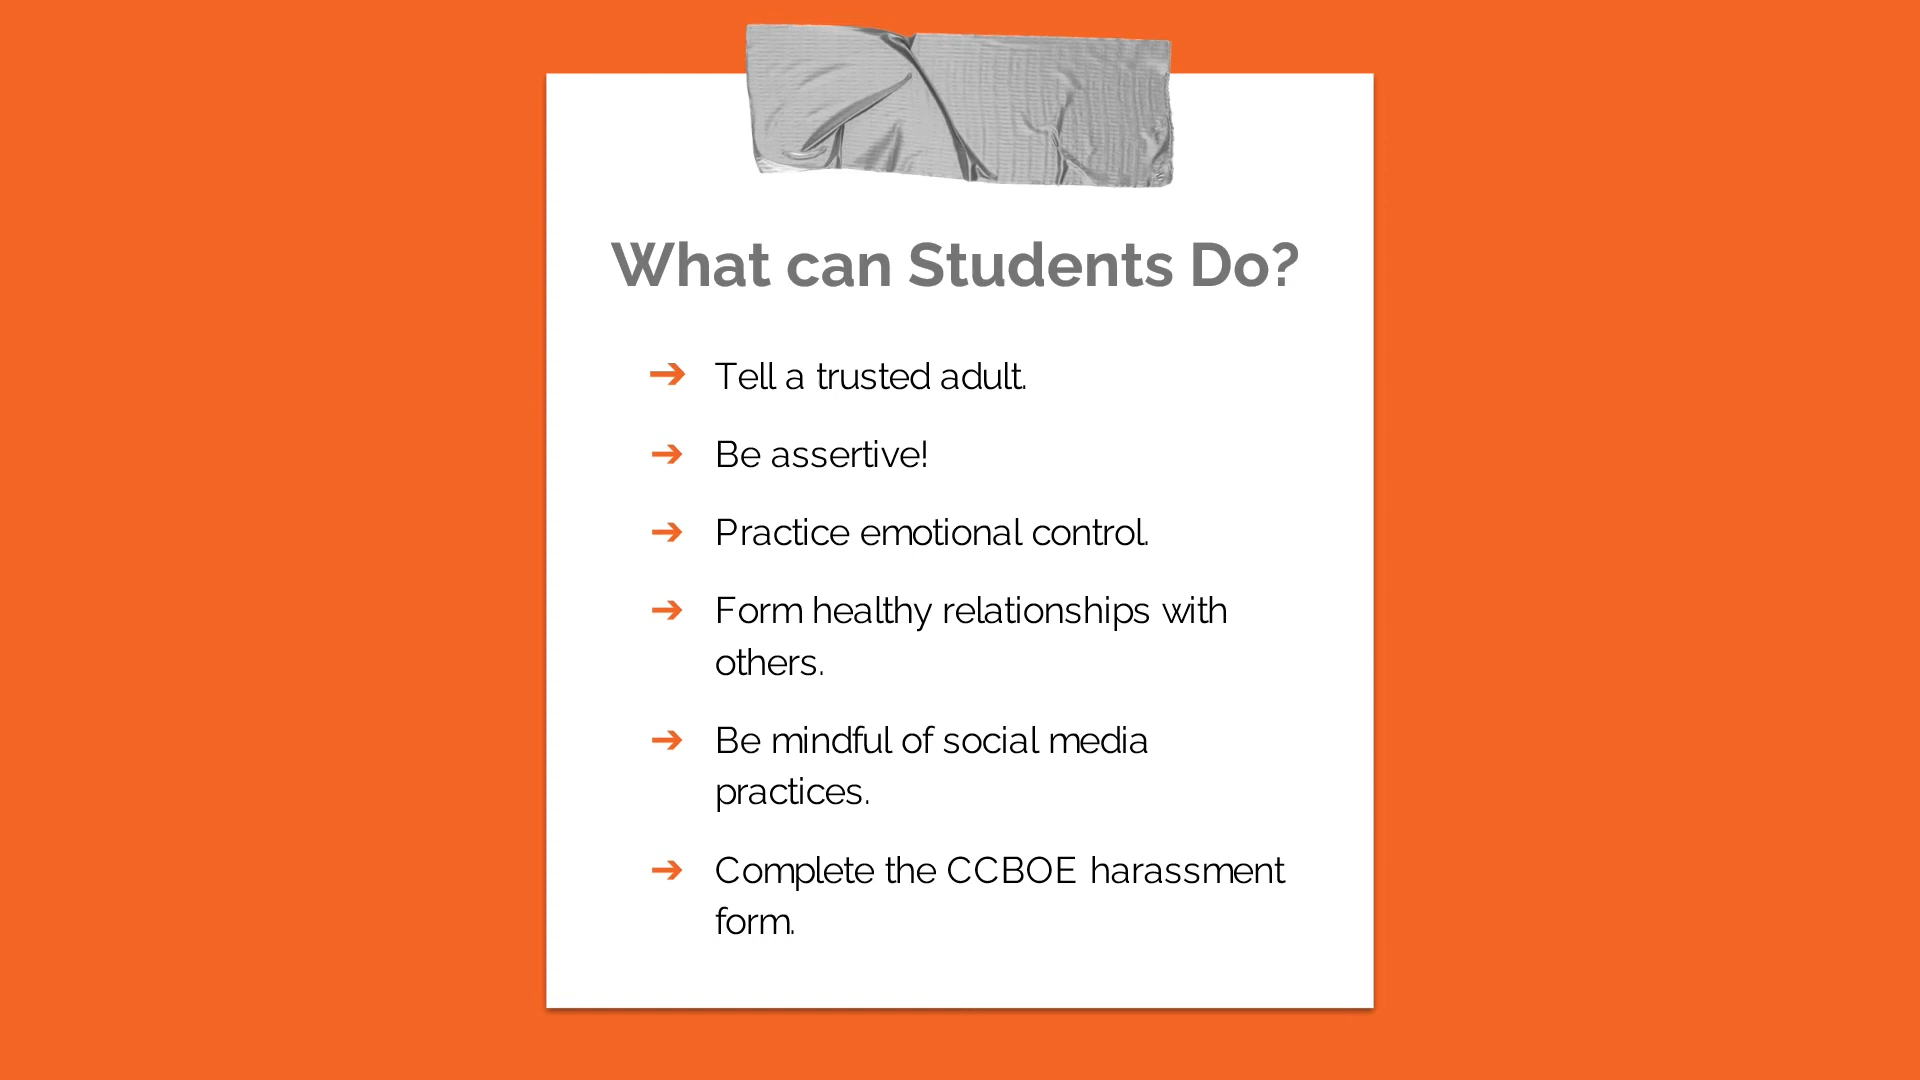 What can Students Do?
➔ Tell a trusted adult.
➔ Be assertive!
➔ Practice emotional control.
➔ Form healthy relationships with
others.
➔ Be mindful of social media
practices.
➔ Complete the CCBOE harassment
form.